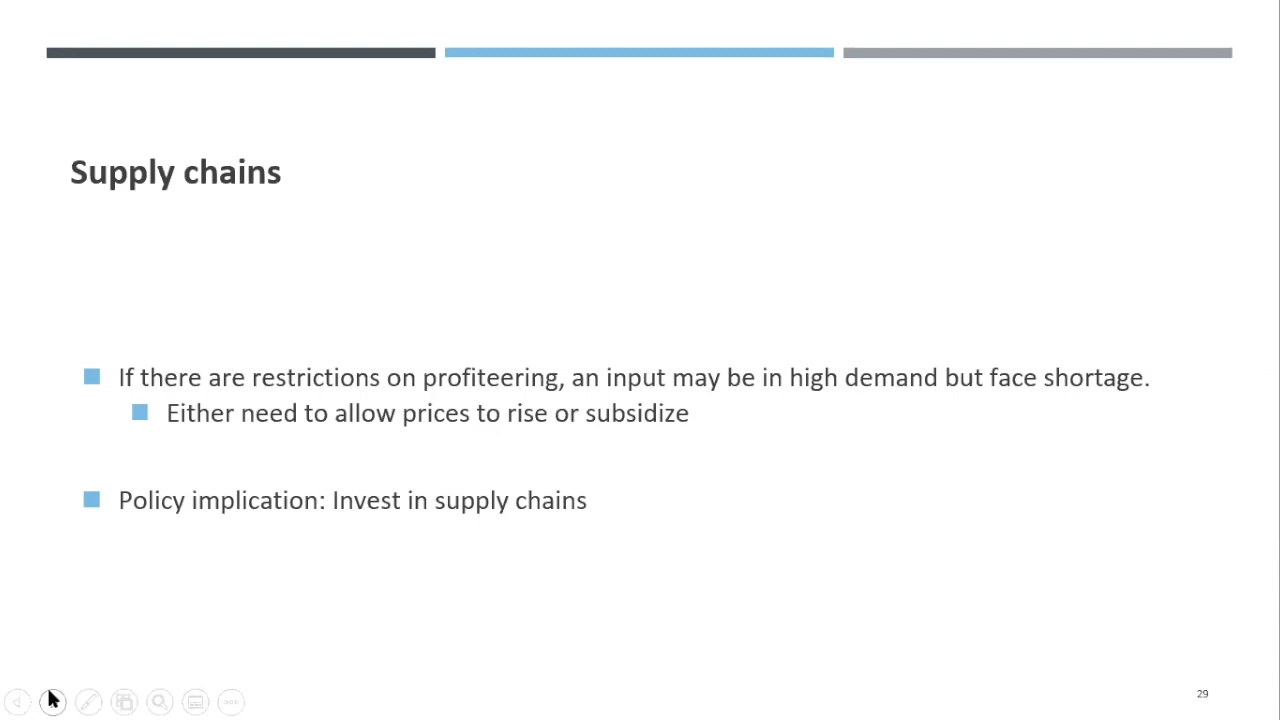 Supply chains
If there are restrictions on profiteering, an input may be in high demand but face shortage.
Either need to allow prices to rise or subsidize
Policy implication: Invest in supply chains
29